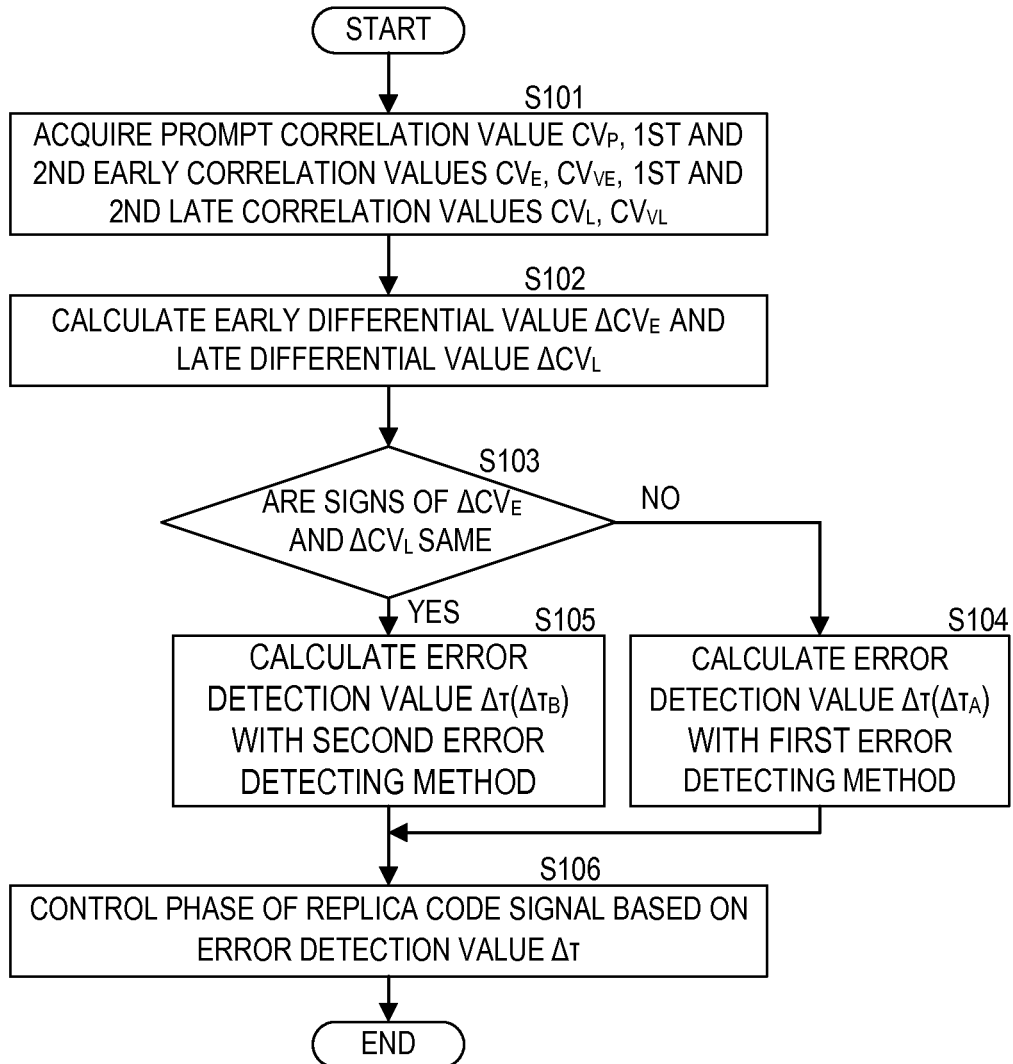 START
S101
ACQUIRE PROMPT CORRELATION VALUE CVP, 1ST AND
2ND EARLY CORRELATION VALUES CVE, CVVE, 1ST AND
2ND LATE CORRELATION VALUES CVL, CVVL
S102
CALCULATE EARLY DIFFERENTIAL VALUE ΔCVE AND
LATE DIFFERENTIAL VALUE ΔCVL
S103
ARE SIGNS OF ΔCVE
AND ΔCVL SAME
NO
YES
S105
CALCULATE ERROR
DETECTION VALUE Δτ(ΔτB)
WITH SECOND ERROR
DETECTING METHOD
S104
CALCULATE ERROR
DETECTION VALUE Δτ(ΔτA)
WITH FIRST ERROR
DETECTING METHOD
S106
CONTROL PHASE OF REPLICA CODE SIGNAL BASED ON
ERROR DETECTION VALUE Δτ
END